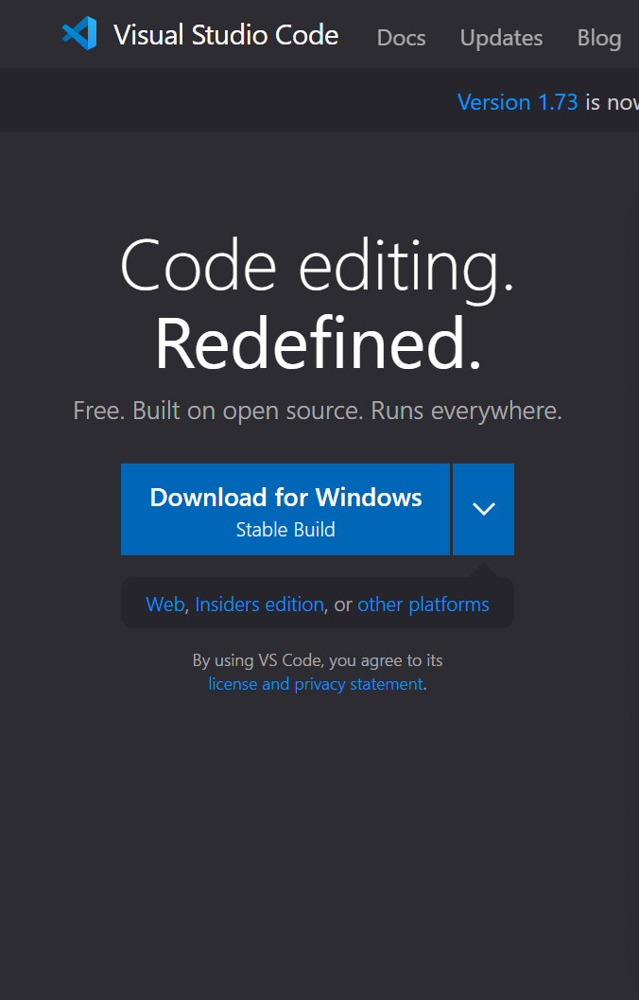 Visual Studio Code Docs Updates Blog
Version 1.73 is
Code editing.
Redefined.
Free. Built on open source. Runs everywhere.
Download for Windows
Stable Build
Web, Insiders edition, or other platforms
By using VS Code, you agree to its
license and privacy statement.